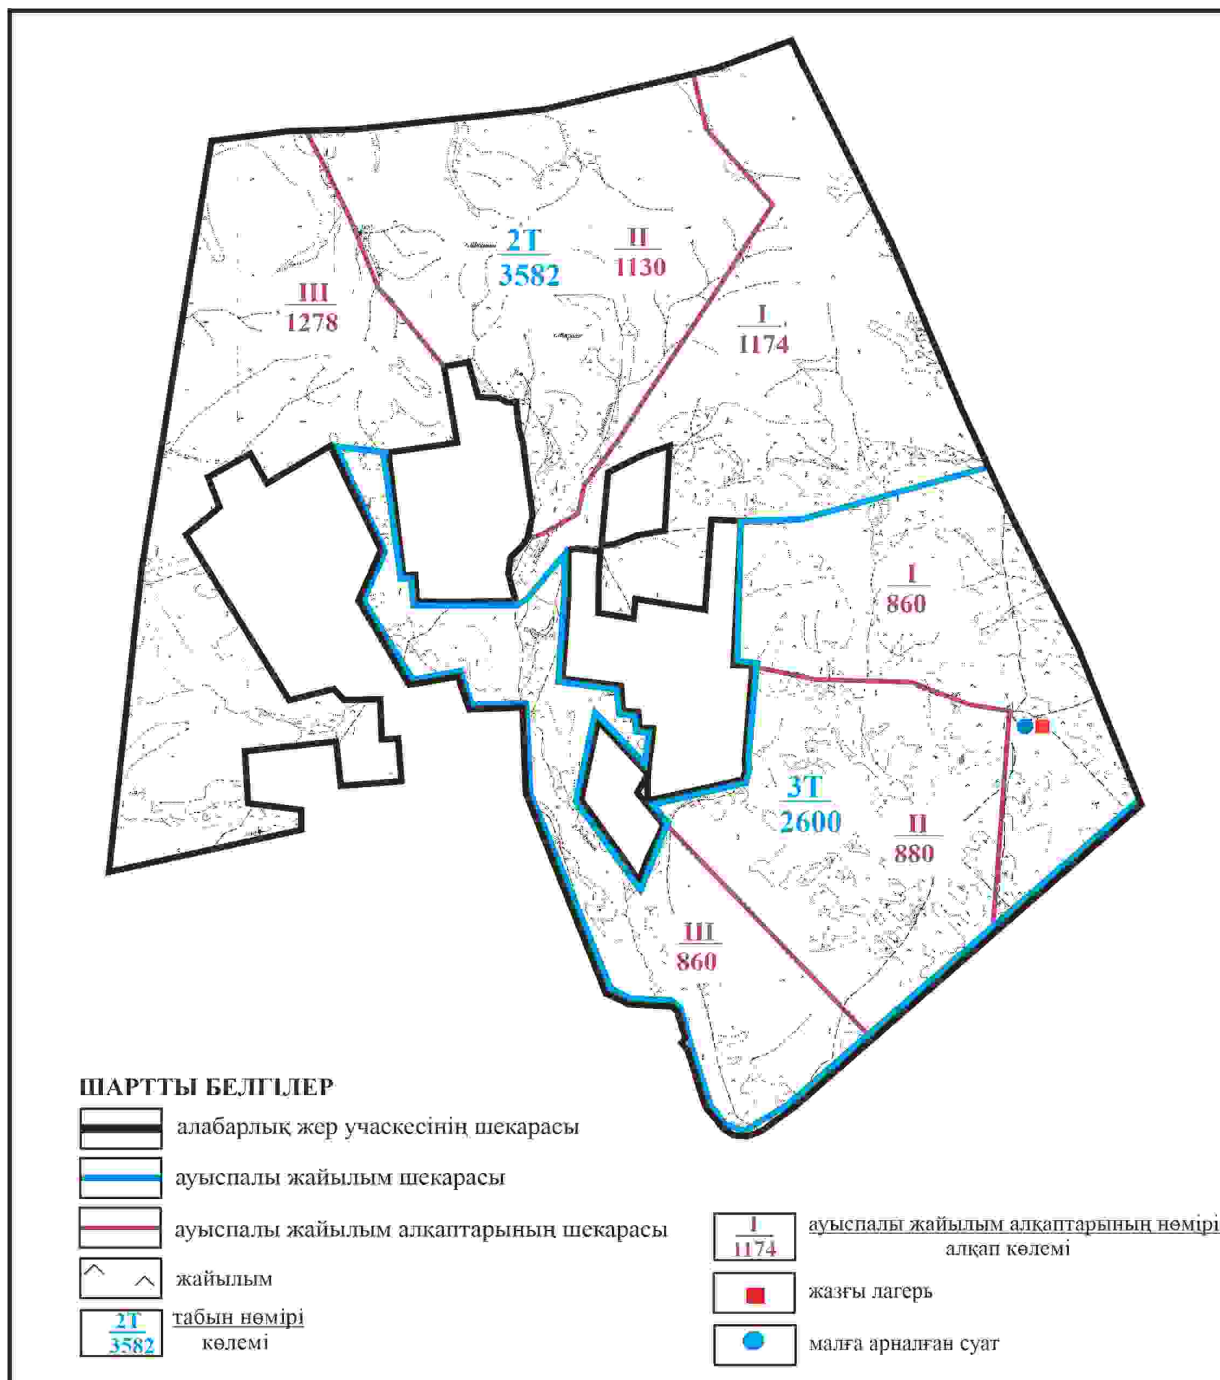 2Т
3582
II
1130
III
1278
I
1174
I
860
3Т
2600
II
880
III
860
ШАРТТЫ БЕЛГІЛЕР
алабарлық жер учаскесінің шекарасы
ауыспалы жайылым шекарасы
ауыспалы жайылым алқаптарының шекарасы
жайылым
2Т
3582
табын нөмірі
көлемі
I
1174
ауыспалы жайылым алқаптарының нөмірі
алқап көлемі
жазғы лагерь
малға арналған суат